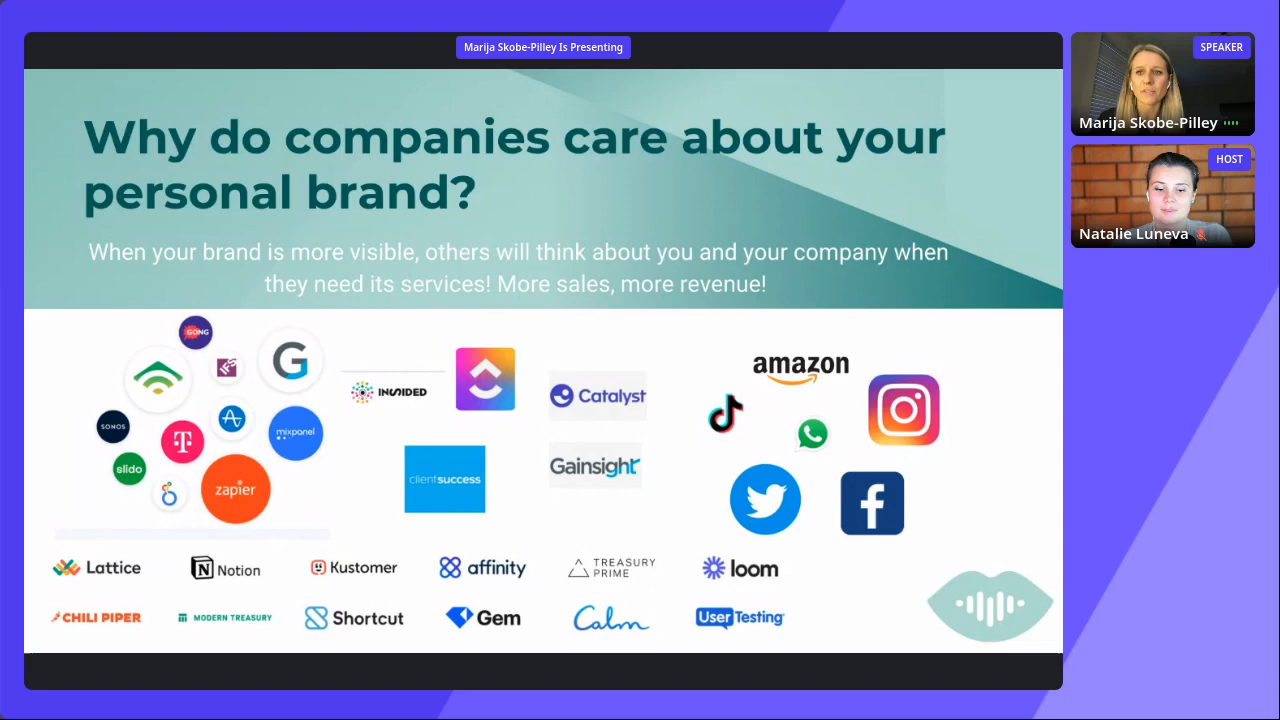 Marija Skobe-Pilley Is Presenting
SPEAKER
Marija Skobe-Pilley
HOST
Natalie Luneva
Why do companies care about your
personal brand?
When your brand is more visible, others will think about you and your company when
they need its services! More sales, more revenue!
GONG
G
SONOS
T
mixpanel
slido
zapier
INSIDED
clientsuccess
Catalyst
Gainsight
amazon
Lattice
Notion
Kustomer
affinity
TREASURY
PRIME
loom
CHILI PIPER
MODERN TREASURY
Shortcut
Gem
Calm
UserTesting